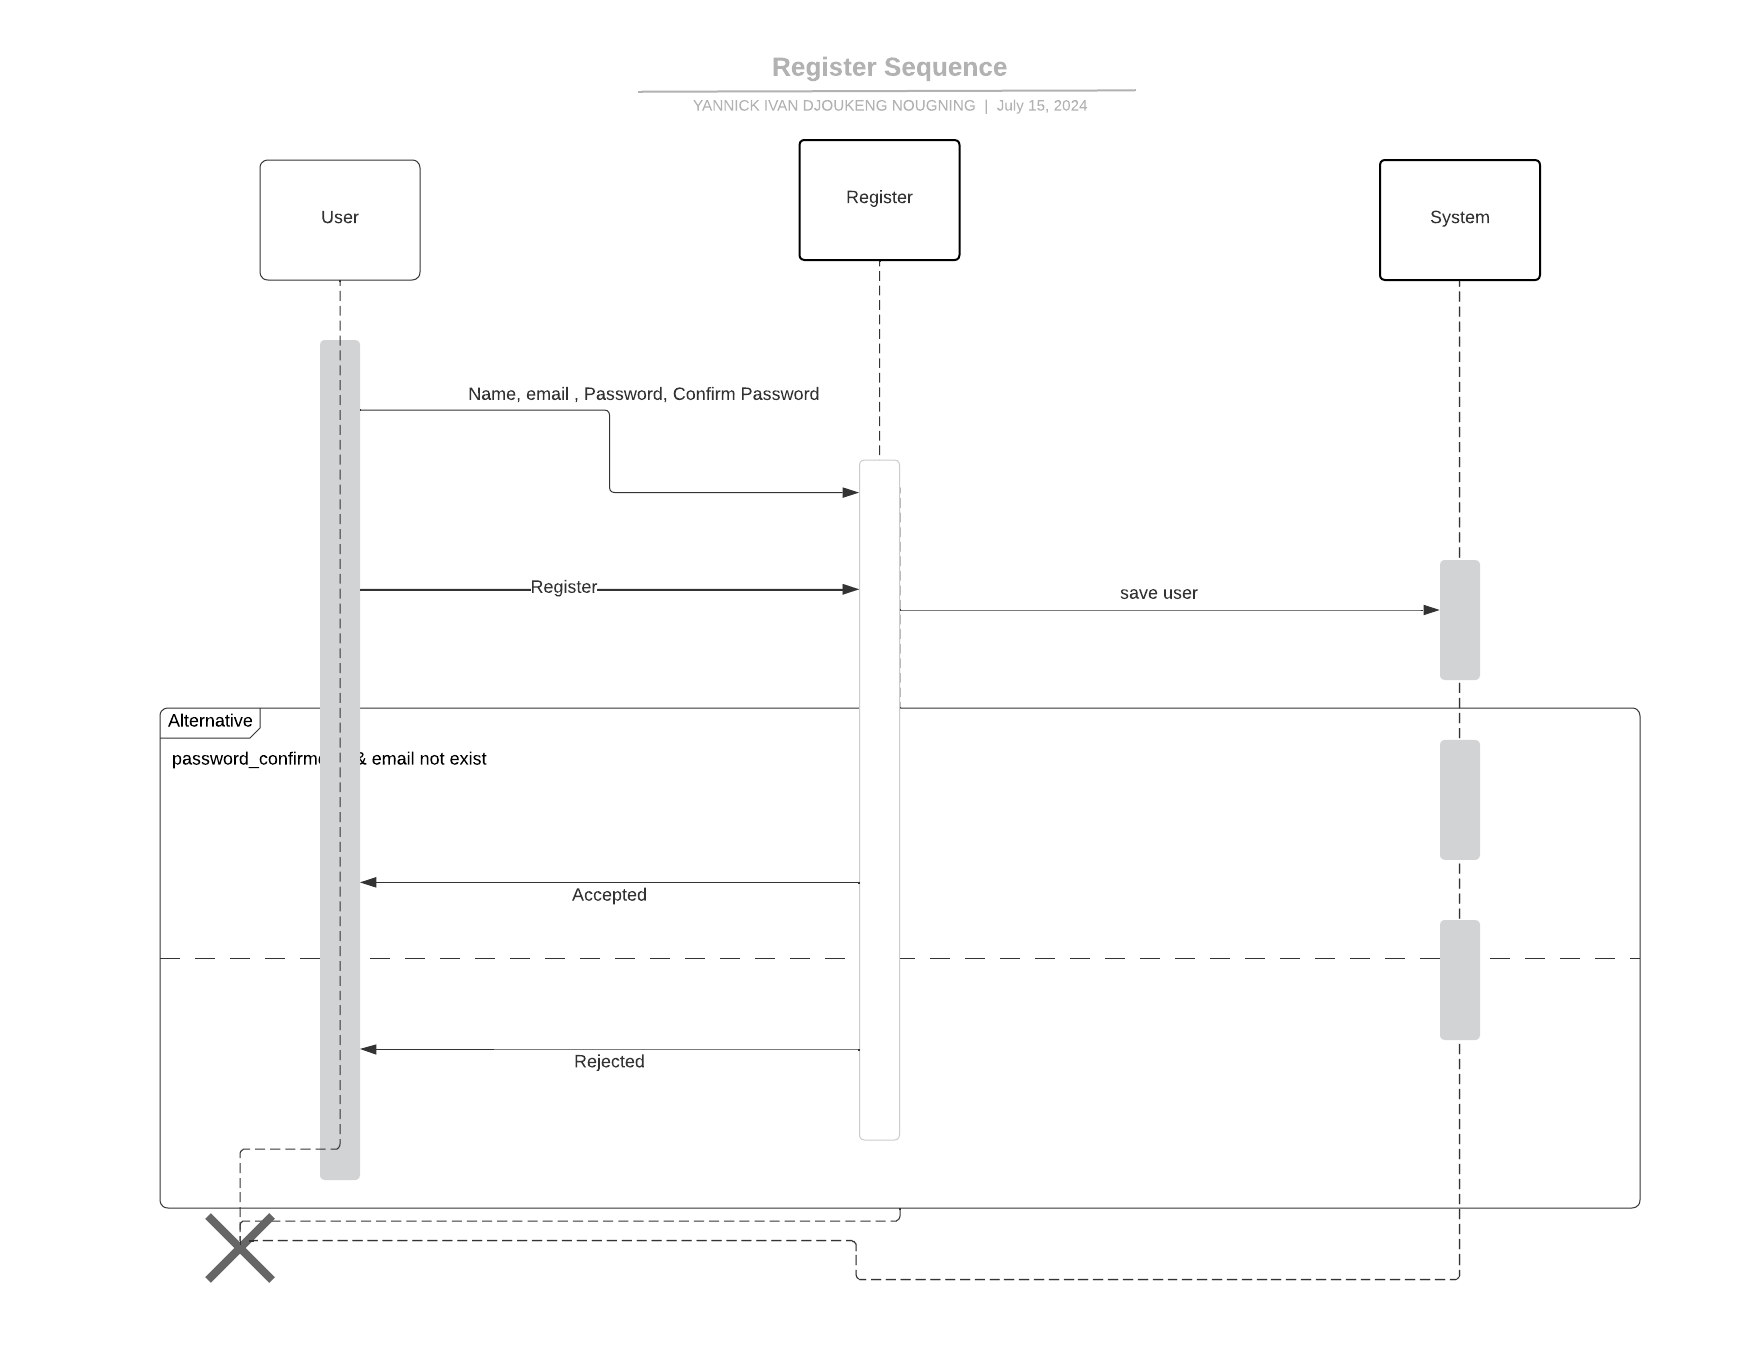 Register Sequence
YANNICK IVAN DJOUKENG NOUGNING | July 15, 2024
User
Register
System
Name, email , Password, Confirm Password
Register
save user
Alternative
& email not exist
Accepted
Rejected